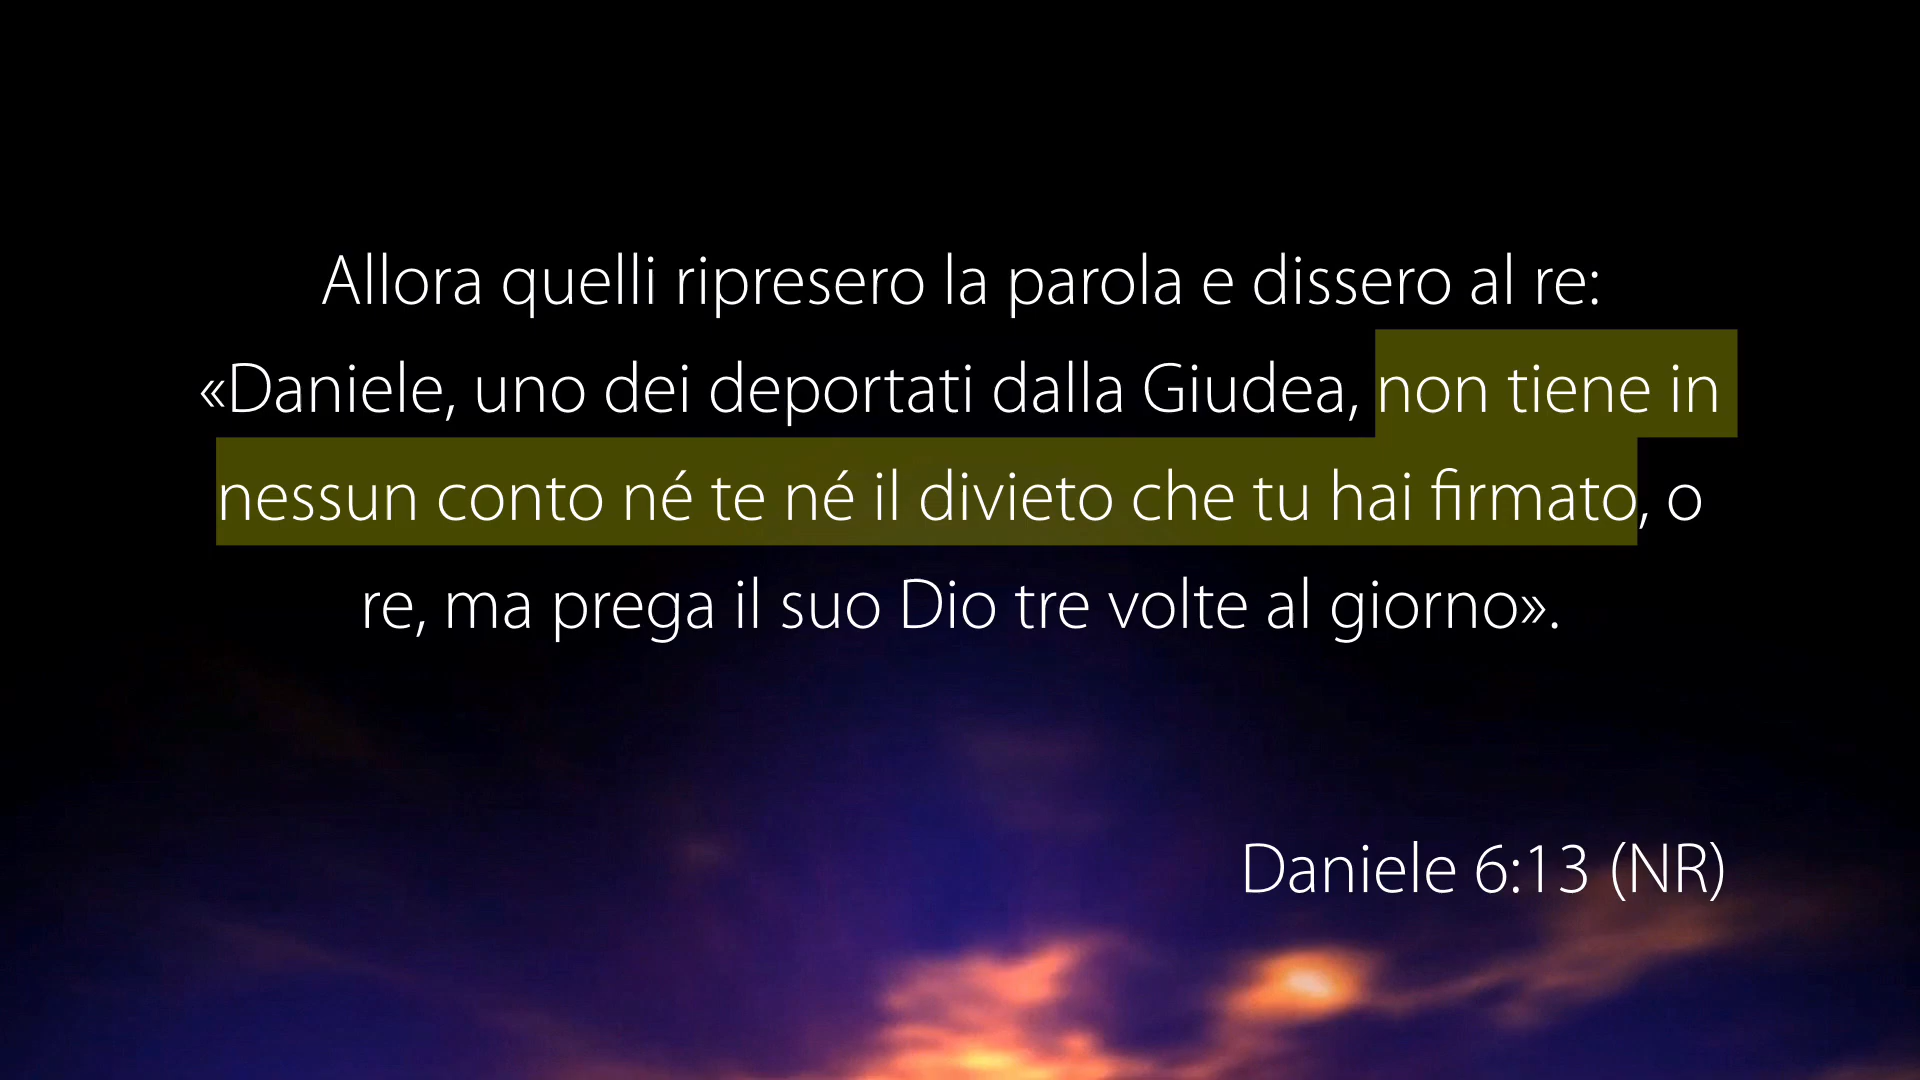 Allora quelli ripresero la parola e dissero al re:
«Daniele, uno dei deportati dalla Giudea, non tiene in
nessun conto né te né il divieto che tu hai firmato, o
re, ma prega il suo Dio tre volte al giorno».
Daniele 6:13 (NR)